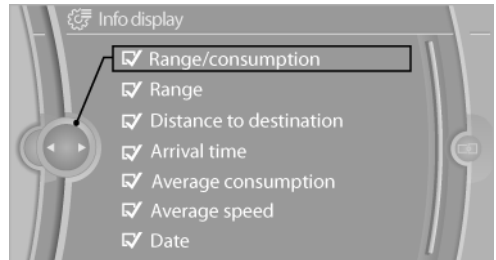 Info display
Range/consumption
Range
Distance to destination
Arrival time
Average consumption
Average speed
Date